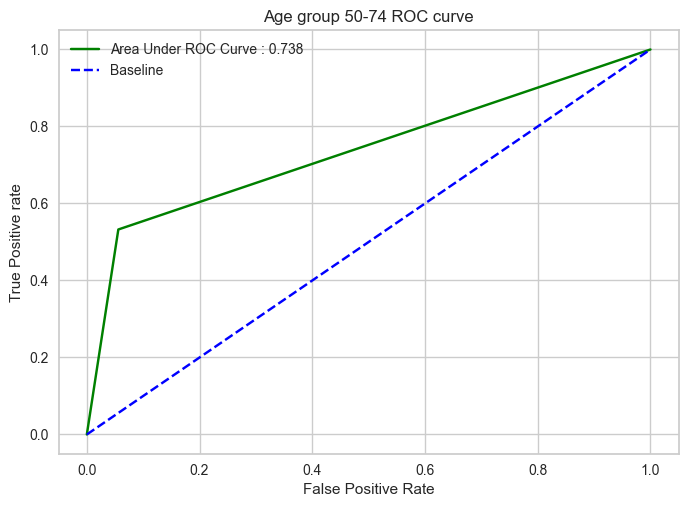 Age group 50-74 ROC curve
Area Under ROC Curve : 0.738
Baseline
True Positive rate
1.0
0.8
0.6
0.4
0.2
0.0
0.0 0.2 0.4 0.6 0.8 1.0
False Positive Rate